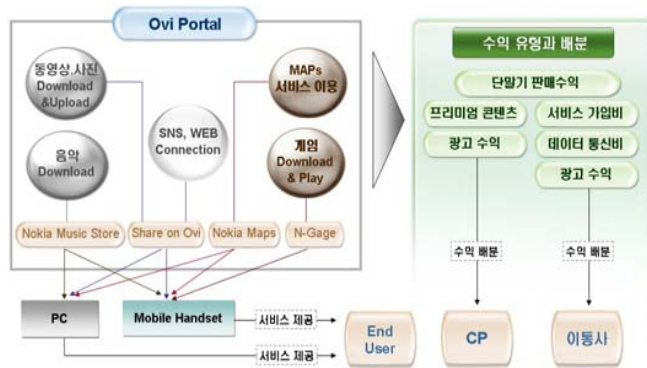 Ovi Portal
동영상,사진
Download
&Upload
MAPs
서비스 이용
SNS, WEB
Connection
음악
Download
게임
Download
& Play
Nokia Music Store
Share on Ovi
Nokia Maps
N-Gage
PC
Mobile Handset
서비스 제공
서비스 제공
End
User
수익 유형과 배분
단말기 판매수익
프리미엄 콘텐츠
서비스 가입비
광고 수익
데이터 통신비
광고 수익
수익 배분
수익 배분
CP
이통사